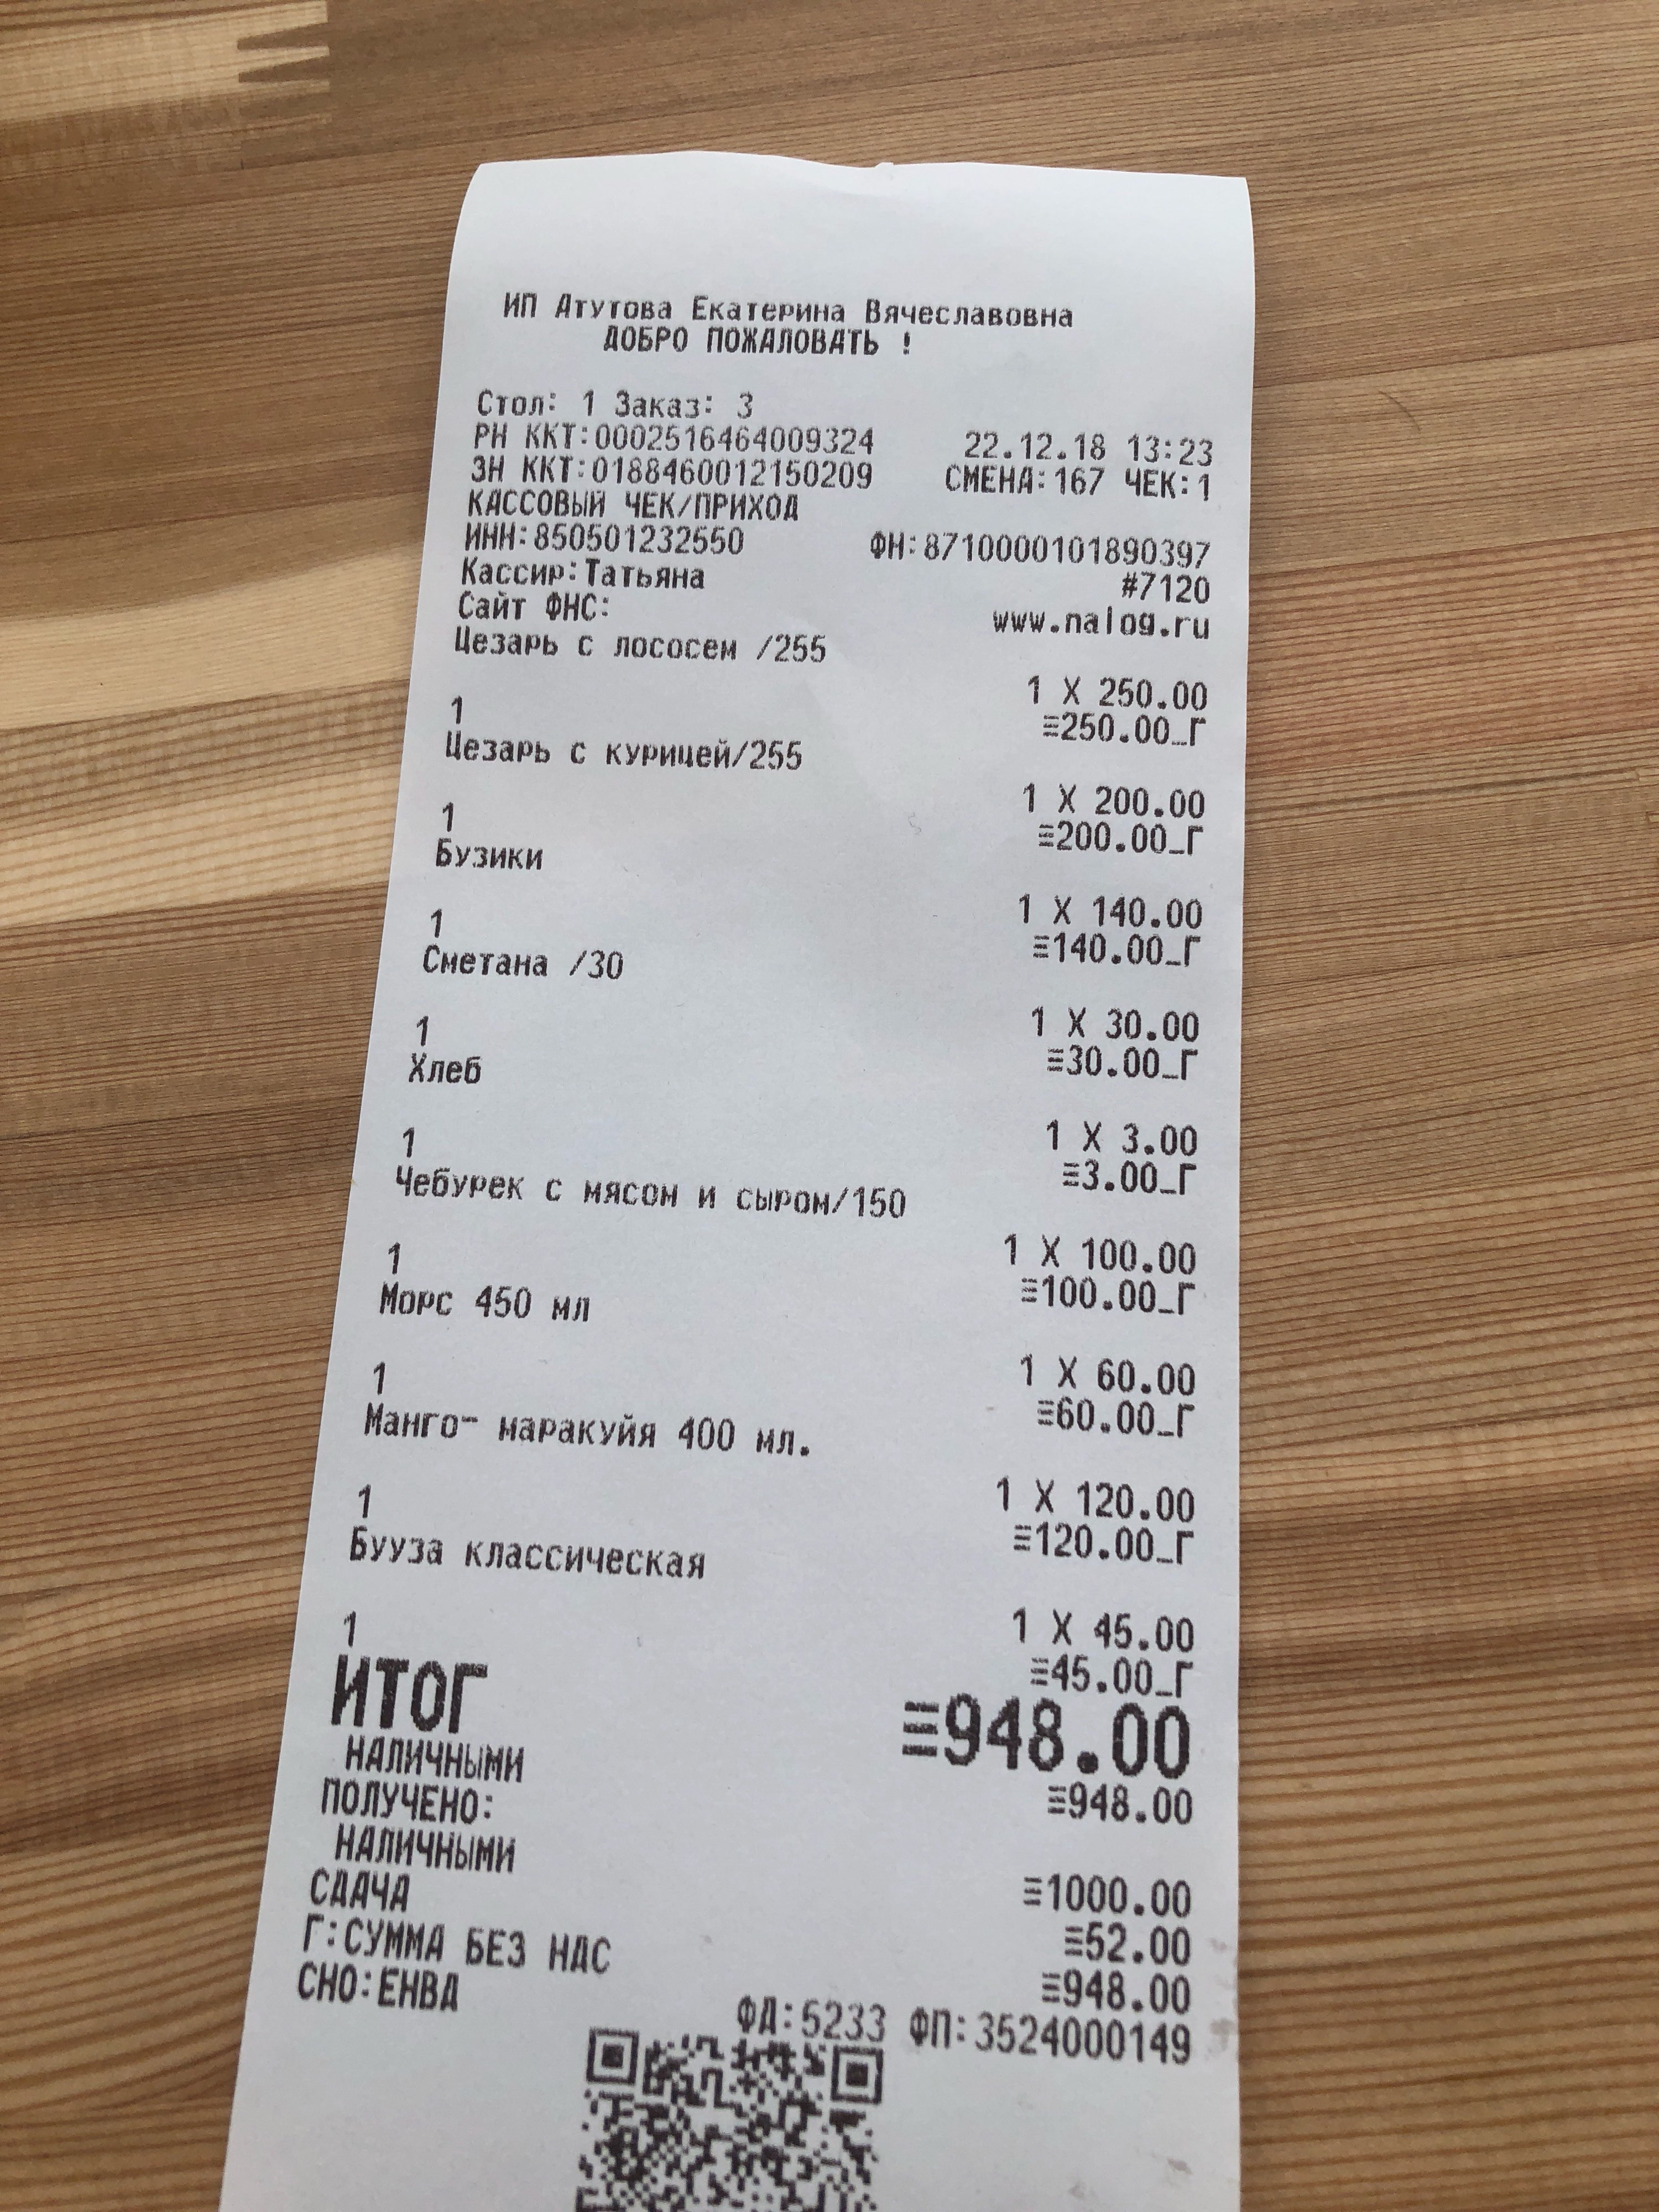 ИП Атутова Екатерина Вячеславовна
ДОБРО ПОЖАЛОВАТЬ !
Стол: 1 Заказ: 3
РН ККТ:0002516464009324 22.12.18 13:23
ЗН ККТ:0188460012150209 СМЕНА:167 ЧЕК:1
КАССОВЫЙ ЧЕК/ПРИХОД
ИНН:850501232550 ФН:8710000101890397
Кассир:Татьяна #7120
Сайт ФНС: www.nalog.ru
Цезарь с лососем /255
1 X 250.00
1 ≡250.00_Г
Цезарь с курицей/255
1 X 200.00
1 ≡200.00_Г
Бузики
1 X 140.00
1 ≡140.00_Г
Сметана /30
1 X 30.00
1 ≡30.00_Г
Хлеб
1 X 3.00
1 ≡3.00_Г
Чебурек с мясом и сыром/150
1 X 100.00
1 ≡100.00_Г
Морс 450 мл
1 X 60.00
1 ≡60.00_Г
Манго- маракуйя 400 мл.
1 X 120.00
1 ≡120.00_Г
Бууза классическая
1 X 45.00
1 ≡45.00_Г
ИТОГ ≡948.00
НАЛИЧНЫМИ ≡948.00
ПОЛУЧЕНО:
НАЛИЧНЫМИ ≡1000.00
СДАЧА ≡52.00
Г:СУММА БЕЗ НДС ≡948.00
СНО:ЕНВД ФД:5233 ФП:3524000149